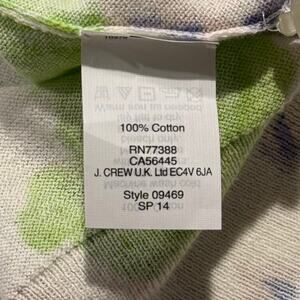 100% Cotton
RN77388
CA56445
J. CREW U.K. Ltd EC4V 6JA
Style 09469
SP 14